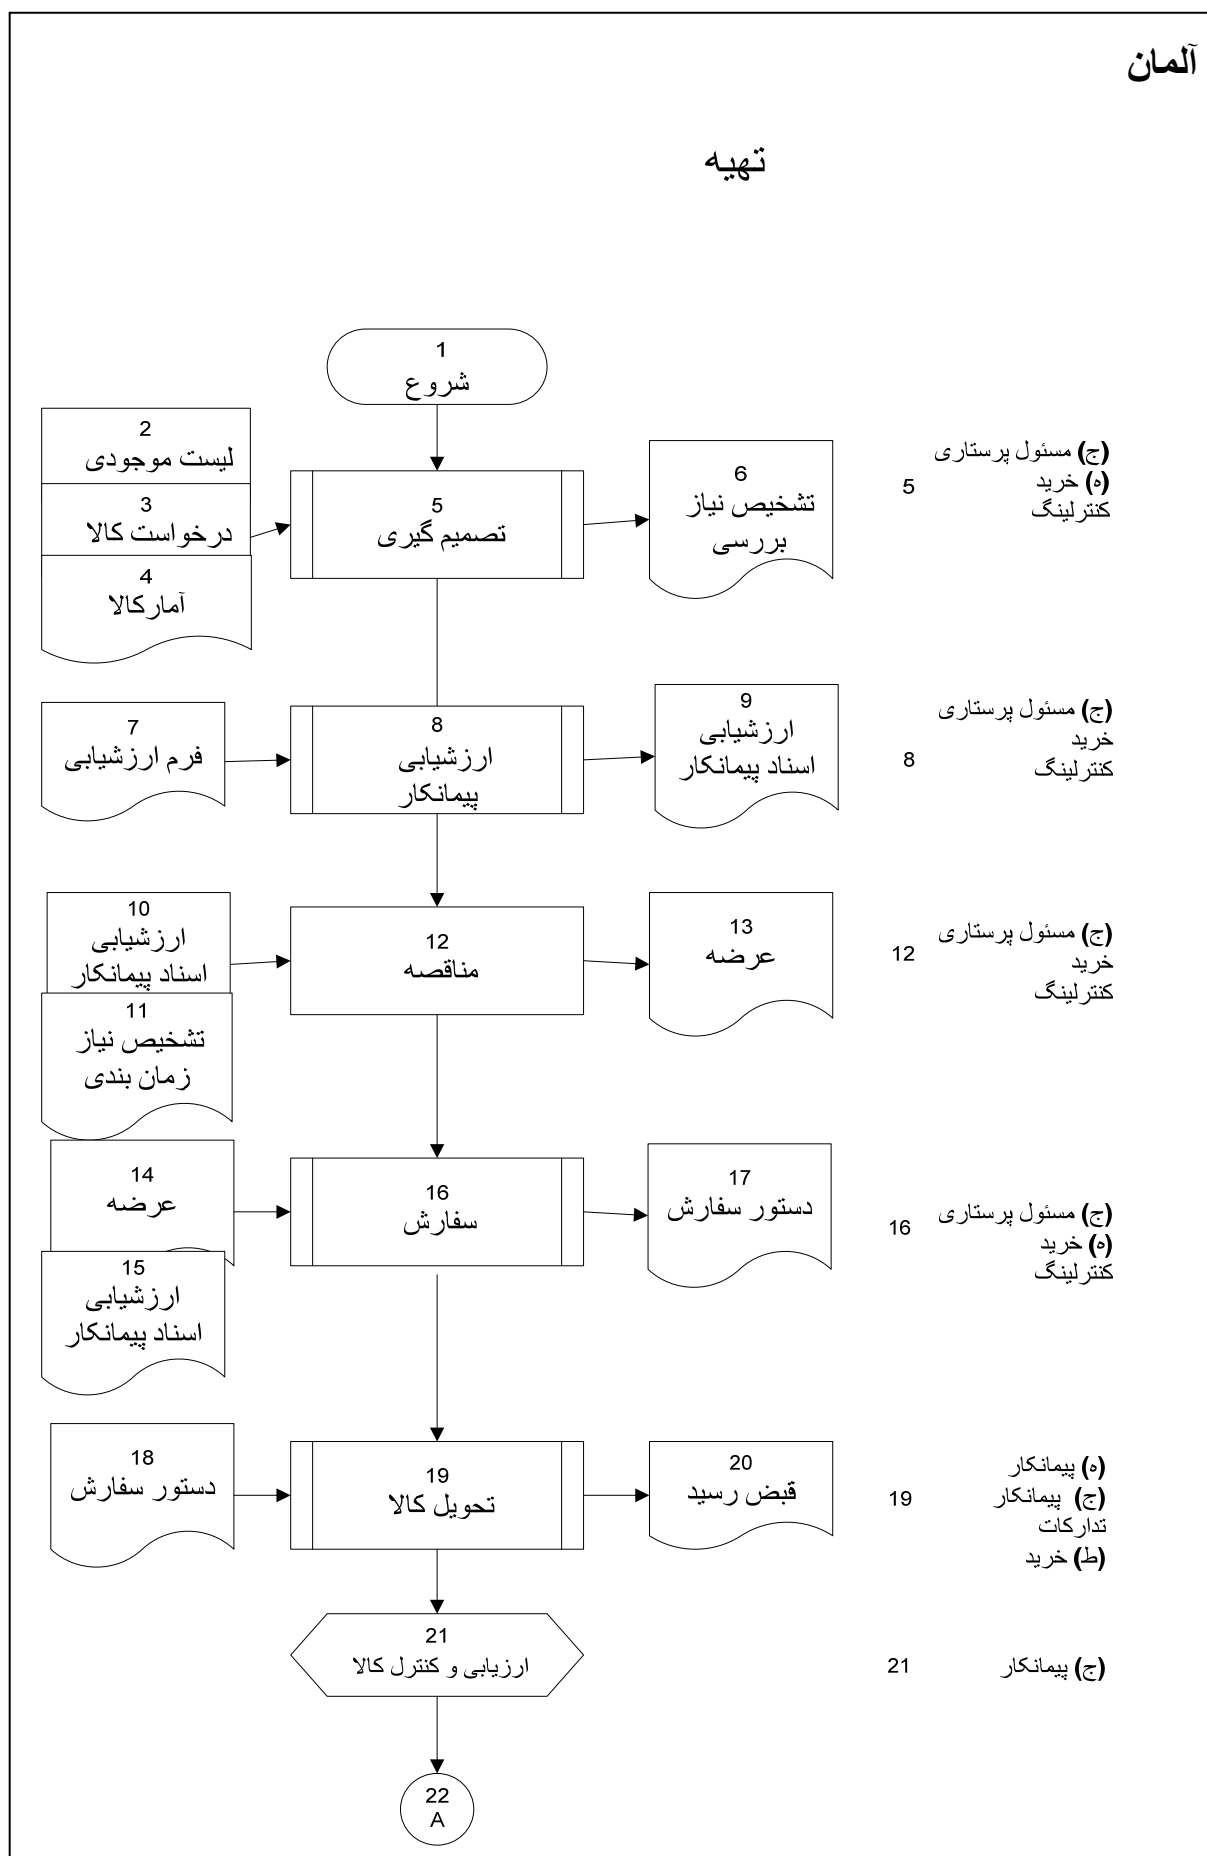 آلمان
تهیه
1
شروع
2
لیست موجودی
3
درخواست کالا
4
آمارکالا
5
تصمیم گیری
6
تشخیص نیاز
بررسی
5
(ج) مسئول پرستاری
(ه) خرید
کنترلینگ
7
فرم ارزشیابی
8
ارزشیابی
پیمانکار
9
ارزشیابی
اسناد پیمانکار
8
(ج) مسئول پرستاری
خرید
کنترلینگ
10
ارزشیابی
اسناد پیمانکار
11
تشخیص نیاز
زمان بندی
12
مناقصه
13
عرضه
12
(ج) مسئول پرستاری
خرید
کنترلینگ
14
عرضه
15
ارزشیابی
اسناد پیمانکار
16
سفارش
17
دستور سفارش
16
(ج) مسئول پرستاری
(ه) خرید
کنترلینگ
18
دستور سفارش
19
تحویل کالا
20
قبض رسید
19
(ه) پیمانکار
(ج) پیمانکار
تدارکات
(ط) خرید
21
ارزیابی و کنترل کالا
21
(ج) پیمانکار
22
A